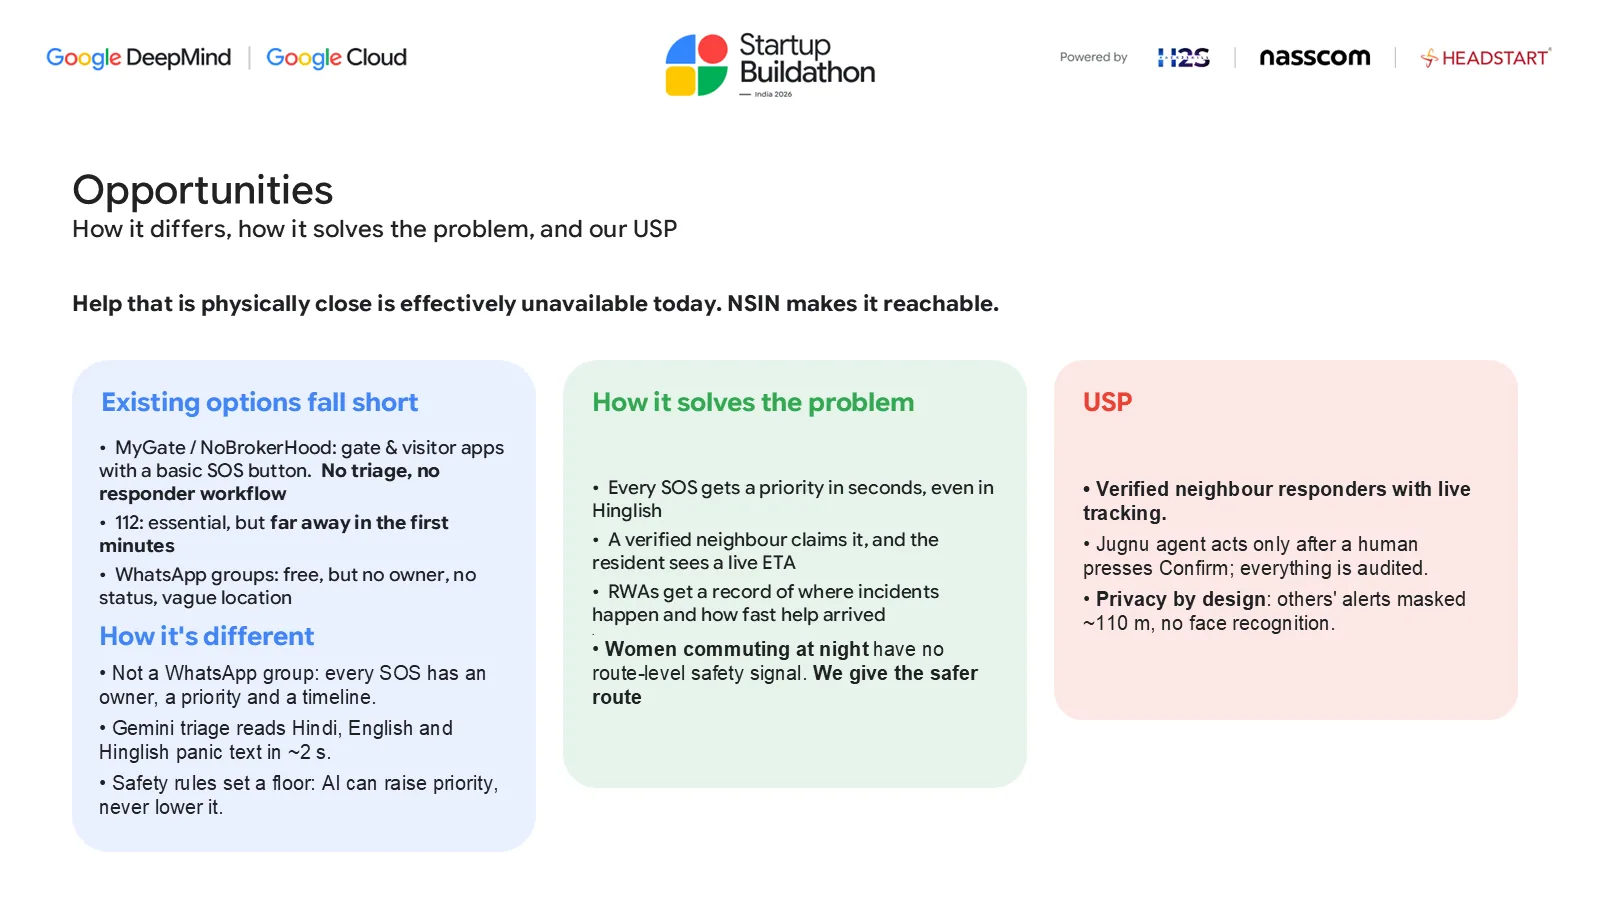 Google DeepMind | Google Cloud
Startup
Buildathon
— India 2026
Powered by
H2S
nasscom
HEADSTART
Opportunities
How it differs, how it solves the problem, and our USP
Help that is physically close is effectively unavailable today. NSIN makes it reachable.
Existing options fall short
• MyGate / NoBrokerHood: gate & visitor apps
with a basic SOS button. No triage, no
responder workflow
• 112: essential, but far away in the first
minutes
• WhatsApp groups: free, but no owner, no
status, vague location
How it's different
• Not a WhatsApp group: every SOS has an
owner, a priority and a timeline.
• Gemini triage reads Hindi, English and
Hinglish panic text in ~2 s.
• Safety rules set a floor: AI can raise priority,
never lower it.
How it solves the problem
• Every SOS gets a priority in seconds, even in
Hinglish
• A verified neighbour claims it, and the
resident sees a live ETA
• RWAs get a record of where incidents
happen and how fast help arrived
• Women commuting at night have no
route-level safety signal. We give the safer
route
USP
• Verified neighbour responders with live
tracking.
• Jugnu agent acts only after a human
presses Confirm; everything is audited.
• Privacy by design: others' alerts masked
~110 m, no face recognition.